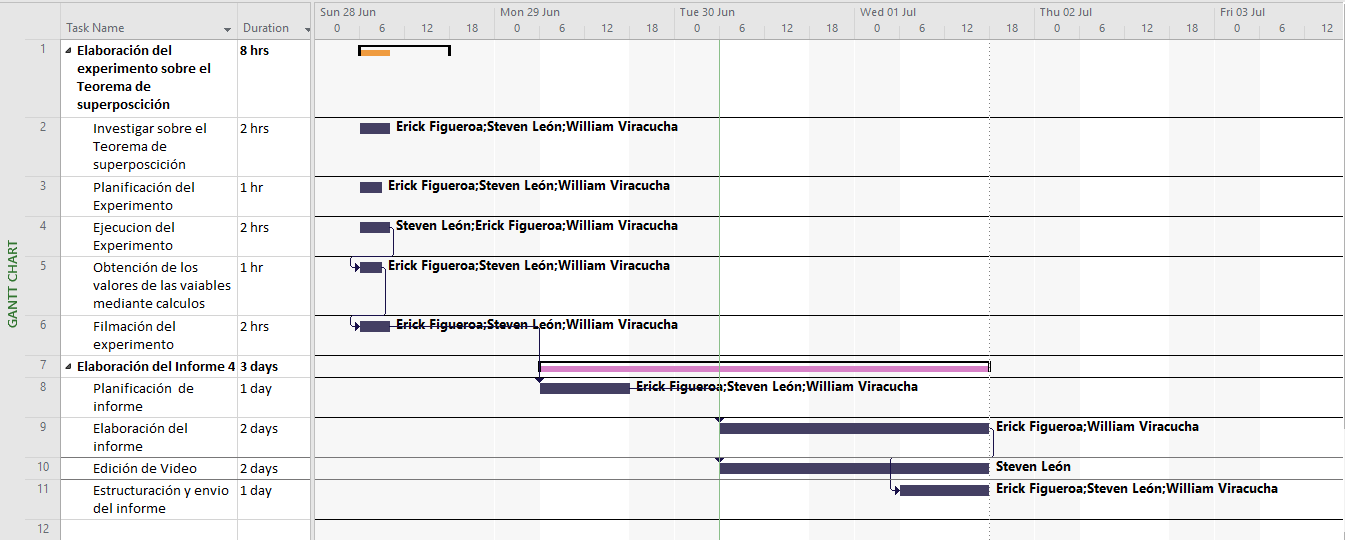 Sun 28 Jun Mon 29 Jun Tue 30 Jun Wed 01 Jul Thu 02 Jul Fri 03 Jul
Task Name Duration 0 6 12 18 0 6 12 18 0 6 12 18 0 6 12 18 0 6 12 18 0 6 12
GANTT CHART
1 Elaboración del 8 hrs
experimento sobre el
Teorema de
superposcición
2 Investigar sobre el 2 hrs Erick Figueroa;Steven León;William Viracucha
Teorema de
superposcición
3 Planificación del 1 hr Erick Figueroa;Steven León;William Viracucha
Experimento
4 Ejecucion del 2 hrs Steven León;Erick Figueroa;William Viracucha
Experimento
5 Obtención de los 1 hr Erick Figueroa;Steven León;William Viracucha
valores de las vaiables
mediante calculos
6 Filmación del 2 hrs Erick Figueroa;Steven León;William Viracucha
experimento
7 Elaboración del Informe 4 3 days
8 Planificación de 1 day Erick Figueroa;Steven León;William Viracucha
informe
9 Elaboración del 2 days Erick Figueroa;William Viracucha
informe
10 Edición de Video 2 days Steven León
11 Estructuración y envio 1 day Erick Figueroa;Steven León;William Viracucha
del informe
12